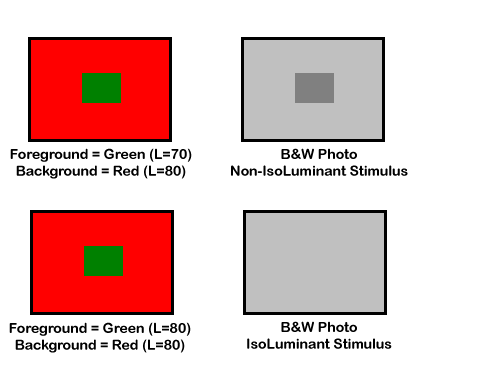 Foreground = Green (L=70)
Background = Red (L=80)
B&W Photo
Non-IsoLuminant Stimulus
Foreground = Green (L=80)
Background = Red (L=80)
B&W Photo
IsoLuminant Stimulus